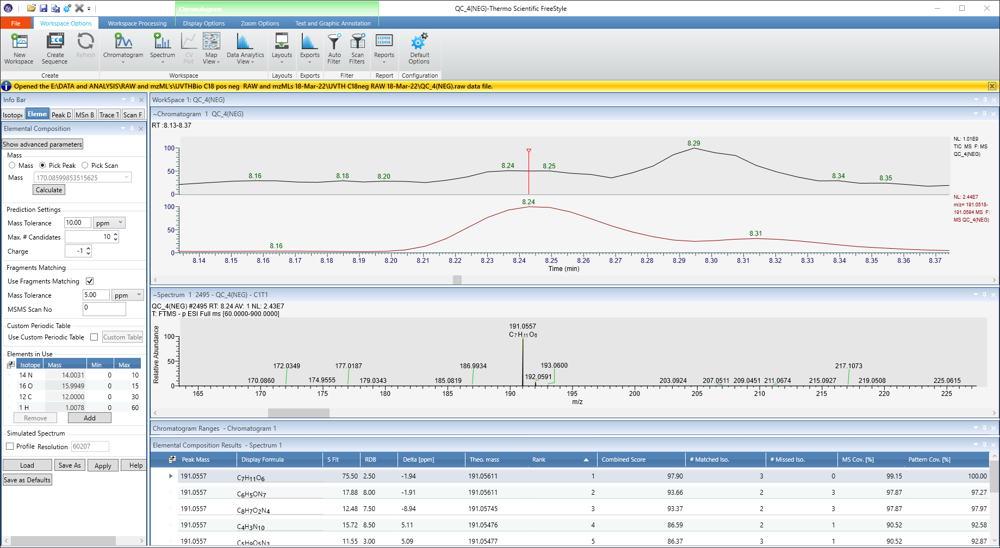 Chromatogram
QC_4(NEG)-Thermo Scientific FreeStyle
File
Workspace Options
Workspace Processing
Display Options
Zoom Options
Text and Graphic Annotation
New Workspace
Create Sequence
Refresh
Chromatogram
Spectrum
CV Plot
Map View
Data Analytics View
Layouts
Exports
Auto Filter
Scan Filters
Reports
Default Options
Create
Workspace
Layouts
Exports
Filter
Report
Configuration
Opened the E:\DATA and ANALYSIS\RAW and mzML's\UVTHBio C18 pos neg  RAW and mzMLs 18-Mar-22\UVTH C18neg RAW 18-Mar-22\QC_4(NEG).raw data file.
Info Bar
Isotop Eleme Peak D MSn B Trace T Scan F
Elemental Composition
Show advanced parameters
Mass
Mass Pick Peak Pick Scan
Mass 170.08599853515625
Calculate
Prediction Settings
Mass Tolerance 10.00 ppm
Max. # Candidates 10
Charge -1
Fragments Matching
Use Fragments Matching
Mass Tolerance 5.00 ppm
MSMS Scan No 0
Custom Periodic Table
Use Custom Periodic Table Custom Table
Elements in Use
Isotope Mass Min Max
14 N 14.0031 0 10
16 O 15.9949 0 15
12 C 12.0000 0 30
1 H 1.0078 0 60
Remove Add
Simulated Spectrum
Profile Resolution 60207
Load Save As Apply Help
Save as Defaults
WorkSpace 1: QC_4(NEG)
~Chromatogram 1 QC_4(NEG)
RT :8.13-8.37
100
50
0
8.16 8.18 8.20 8.24 8.25 8.29 8.34 8.35
NL: 1.01E9
TIC MS F: MS
QC_4(NEG)
100
50
0
8.16 8.24 8.31
NL: 2.44E7
m/z= 191.0518-
191.0594 MS F:
MS QC_4(NEG)
8.14 8.15 8.16 8.17 8.18 8.19 8.20 8.21 8.22 8.23 8.24 8.25 8.26 8.27 8.28 8.29 8.30 8.31 8.32 8.33 8.34 8.35 8.36 8.37
Time (min)
~Spectrum 1 2495 - QC_4(NEG) - C1T1
QC_4(NEG) #2495 RT: 8.24 AV: 1 NL: 2.43E7
T: FTMS - p ESI Full ms [60.0000-900.0000]
Relative Abundance
100
50
0
191.0557
C7H11O6
172.0349 177.0187 186.9934 193.0600 217.1073
170.0860 174.9555 179.0343 185.0819 192.0591 203.0924 207.0511 209.0451 211.0674 215.0927 219.0508 225.0615
165 170 175 180 185 190 195 200 205 210 215 220 225
m/z
Chromatogram Ranges - Chromatogram 1
Elemental Composition Results - Spectrum 1
Peak Mass Display Formula S Fit RDB Delta [ppm] Theo. mass Rank Combined Score # Matched Iso. # Missed Iso. MS Cov. [%] Pattern Cov. [%]
191.0557 C7H11O6 75.50 2.50 -1.94 191.05611 1 97.90 3 0 99.15 100.00
191.0557 C6H5ON7 17.88 8.00 -1.91 191.05611 2 93.66 2 3 97.87 97.27
191.0557 C8H7O2N4 12.48 7.50 -8.94 191.05745 3 93.37 2 3 97.87 97.97
191.0557 C4H3N10 15.72 8.50 5.11 191.05476 4 86.59 2 1 90.52 92.58
191.0557 C5H9O5N3 11.55 3.00 5.09 191.05477 5 86.37 3 1 90.52 92.87